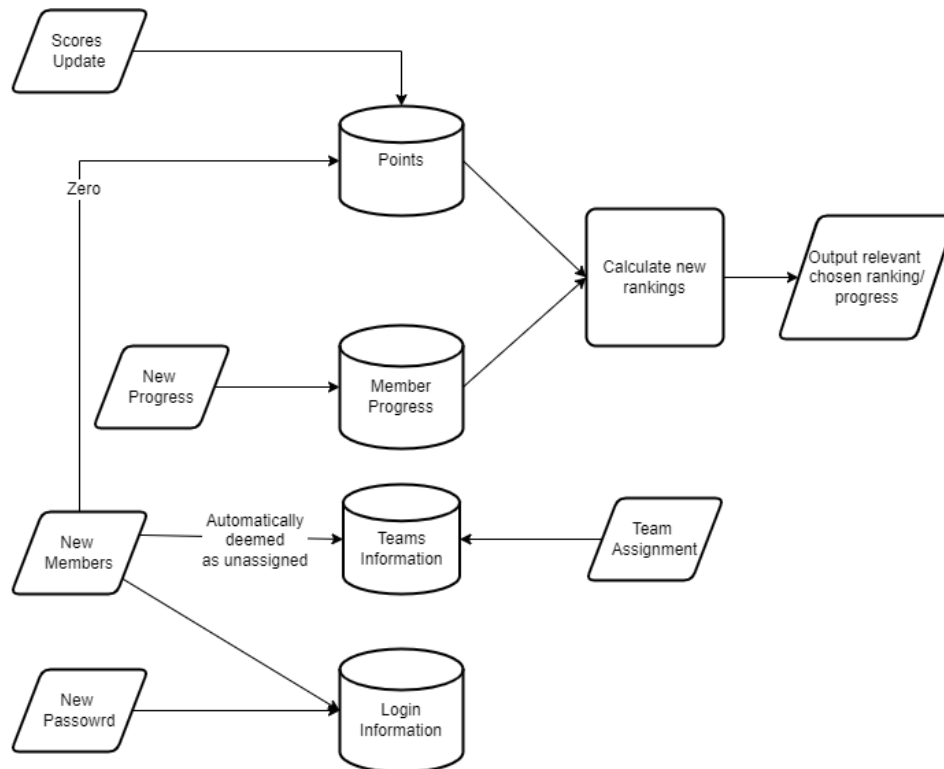 Scores
Update
Points
Zero
Calculate new
rankings
Output relevant
chosen ranking/
progress
New
Progress
Member
Progress
New
Members
Automatically
deemed
as unassigned
Teams
Information
Team
Assignment
New
Passowrd
Login
Information